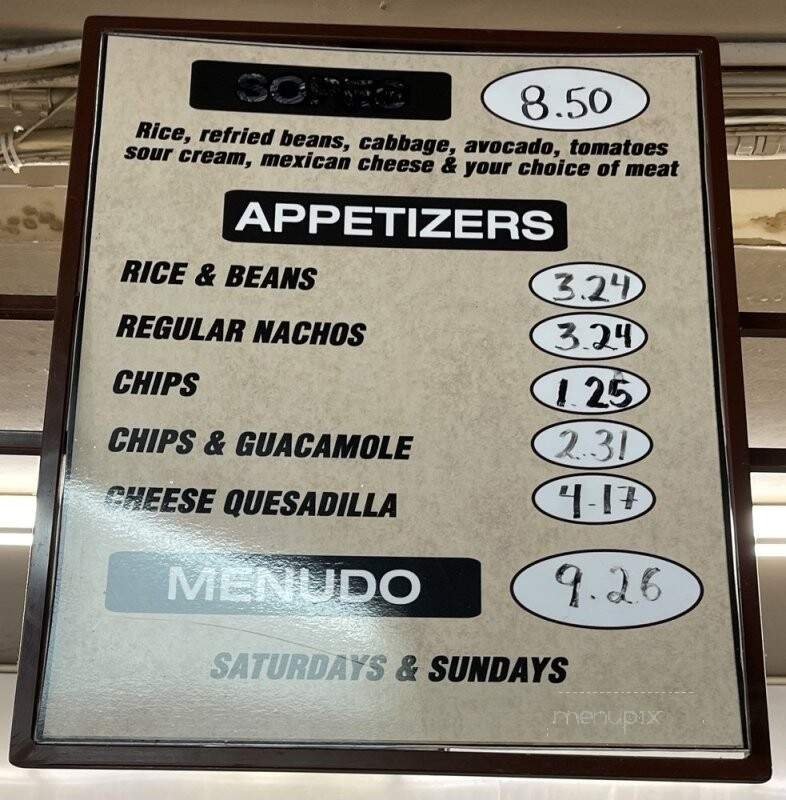 8.50
Rice, refried beans, cabbage, avocado, tomatoes
sour cream, mexican cheese & your choice of meat
APPETIZERS
RICE & BEANS 3.24
REGULAR NACHOS 3.24
CHIPS 1.25
CHIPS & GUACAMOLE 2.31
CHEESE QUESADILLA 4.17
MENUDO 9.26
SATURDAYS & SUNDAYS
menupix